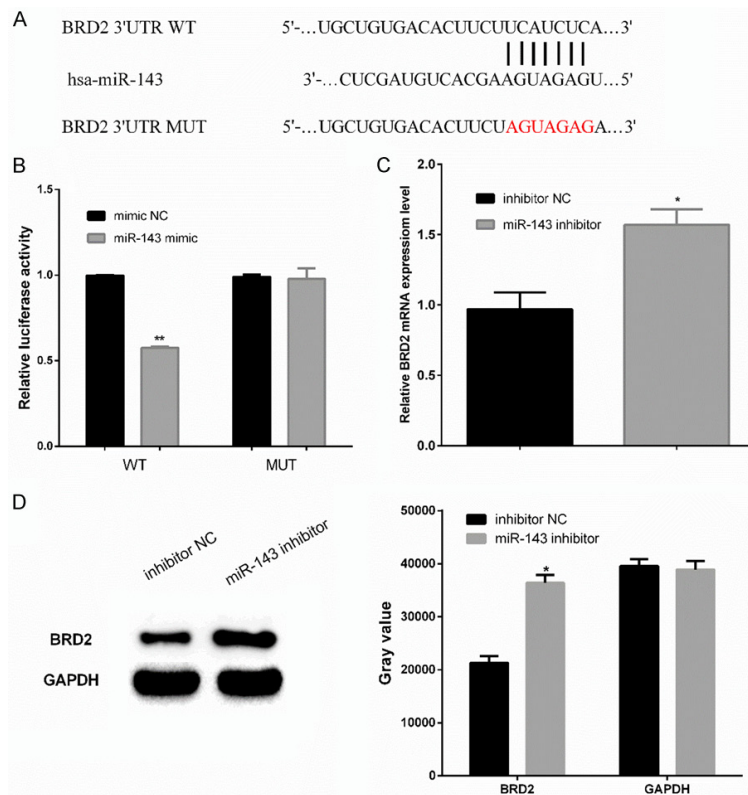 A
BRD2 3'UTR WT 5'-…UGCUGUGACACUUCUUUCAUCUCA…3'
hsa-miR-143 3'-…CUCGAUGUCACGAAGUAGAGU…5'
BRD2 3'UTR MUT 5'-…UGCUGUGACACUUCUAGUAGAGA…3'
B
1.5
mimic NC
miR-143 mimic
1.0
**
0.5
0.0
Relative luciferase activity
WT MUT
C
2.0
inhibitor NC
miR-143 inhibitor
*
1.5
1.0
0.5
0.0
Relative BRD2 mRNA expressiom level
D
inhibitor NC
miR-143 inhibitor
BRD2
GAPDH
50000
inhibitor NC
miR-143 inhibitor
40000
*
30000
20000
10000
0
Gray value
BRD2 GAPDH